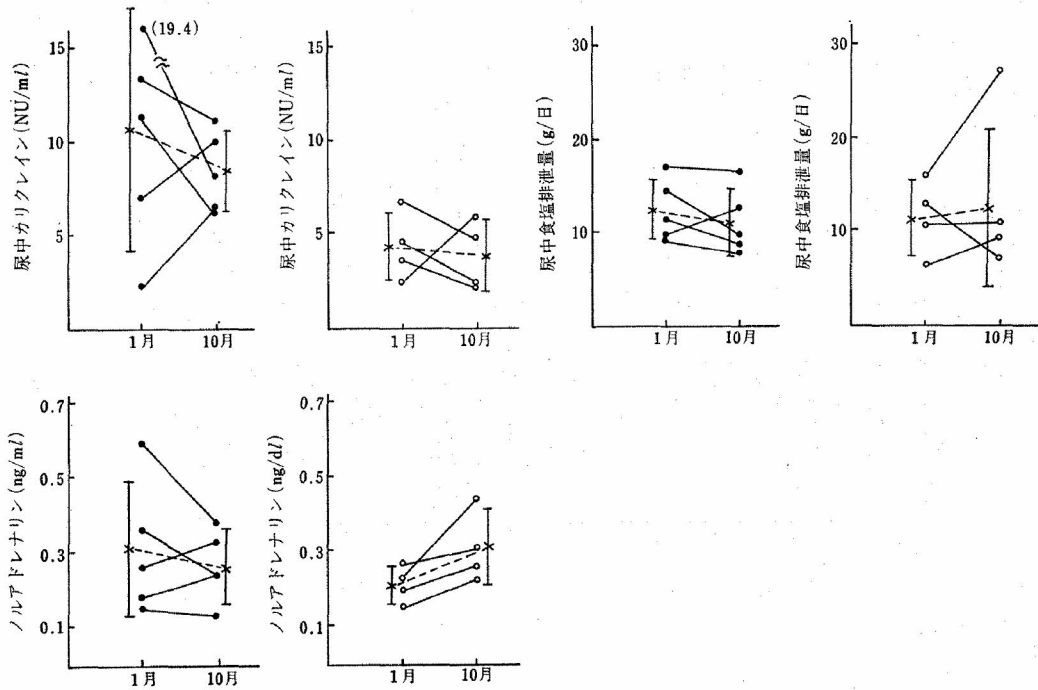 尿中カリクレイン(NU/ml)
15
10
5
(19.4)
1月
10月
尿中カリクレイン(NU/ml)
15
10
5
1月
10月
尿中食塩排泄量(g/日)
30
20
10
1月
10月
尿中食塩排泄量(g/日)
30
20
10
1月
10月
ノルアドレナリン(ng/ml)
0.7
0.5
0.3
0.1
1月
10月
ノルアドレナリン(ng/dl)
0.7
0.5
0.3
0.1
1月
10月